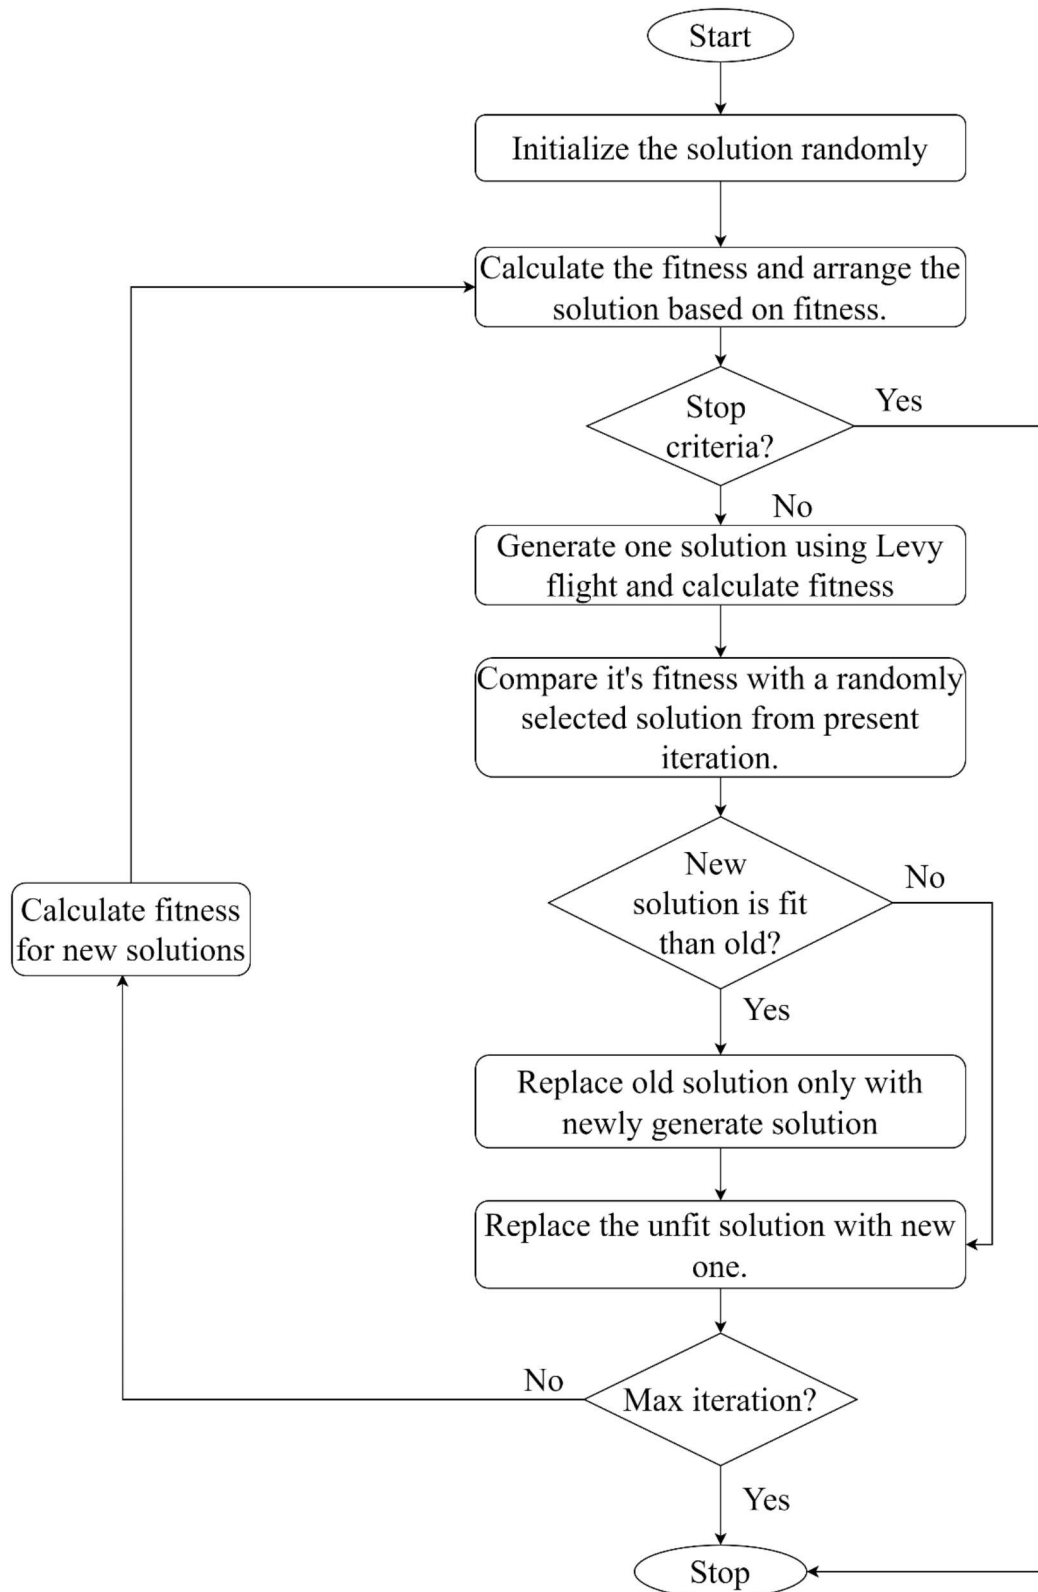 Start
Initialize the solution randomly
Calculate the fitness and arrange the
solution based on fitness.
Stop
criteria?
Yes
No
Generate one solution using Levy
flight and calculate fitness
Compare it's fitness with a randomly
selected solution from present
iteration.
New
solution is fit
than old?
No
Yes
Calculate fitness
for new solutions
Replace old solution only with
newly generate solution
Replace the unfit solution with new
one.
Max iteration?
No
Yes
Stop